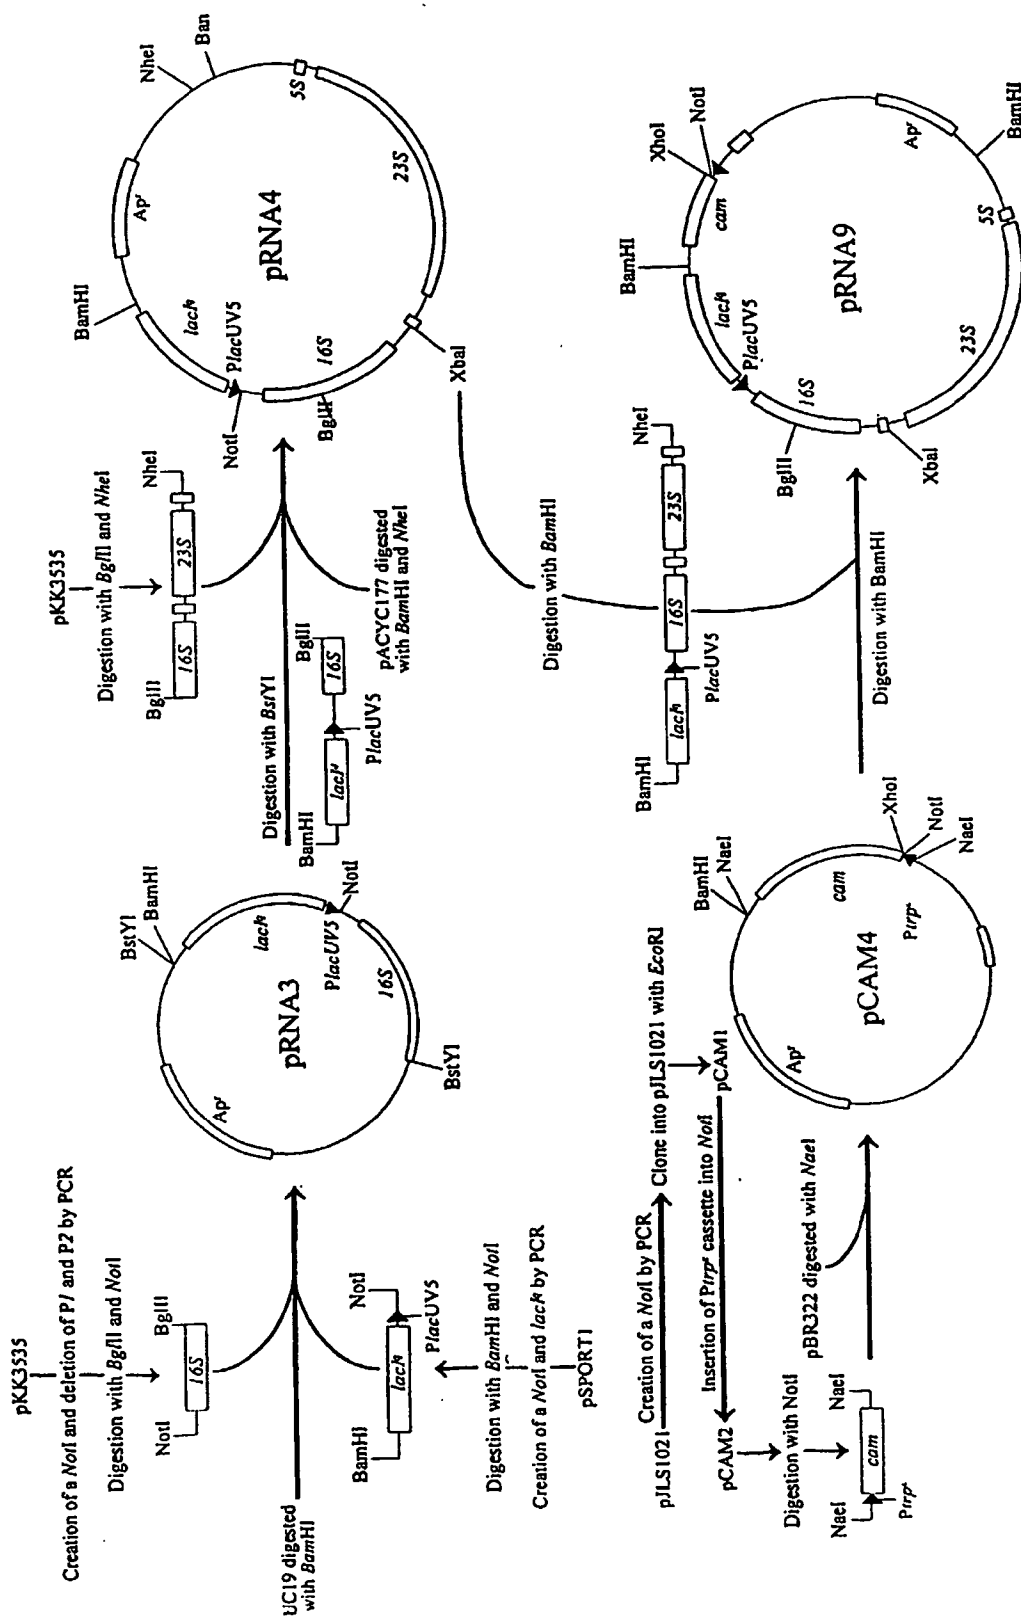 pKK3535
Creation of a NotI and deletion of P1 and P2 by PCR
Digestion with BglII and NotI
NotI
BglII
16S
UC19 digested
with BamHI
BamHI
lacIq
NotI
PlacUV5
Digestion with BamHI and NotI
Creation of a NotI and lacIq by PCR
pSPORT1
pRNA3
BstYI
BamHI
lacIq
PlacUV5
NotI
16S
BstYI
Apr
pKK3535
Digestion with BglII and NheI
BglII
16S
23S
NheI
Digestion with BstYI
BamHI
lacIq
PlacUV5
16S
BglII
pACYC177 digested
with BamHI and NheI
pRNA4
BamHI
Apr
NheI
Ban
5S
23S
XbaI
16S
BglII
NotI
PlacUV5
lacIq
Digestion with BamHI
pJLS1021
Creation of a NotI by PCR
Clone into pJLS1021 with EcoRI
pCAM1
Insertion of Ptrpc cassette into NotI
pCAM2
Digestion with NotI
NaeI
cam
NaeI
Ptrpc
pBR322 digested with NaeI
pCAM4
Apr
BamHI
NaeI
cam
XhoI
NotI
NaeI
Ptrpc
BamHI
lacIq
PlacUV5
16S
23S
NheI
Digestion with BamHI
pRNA9
BamHI
lacIq
PlacUV5
cam
XhoI
NotI
Apr
BamHI
5S
23S
XbaI
16S
BglII